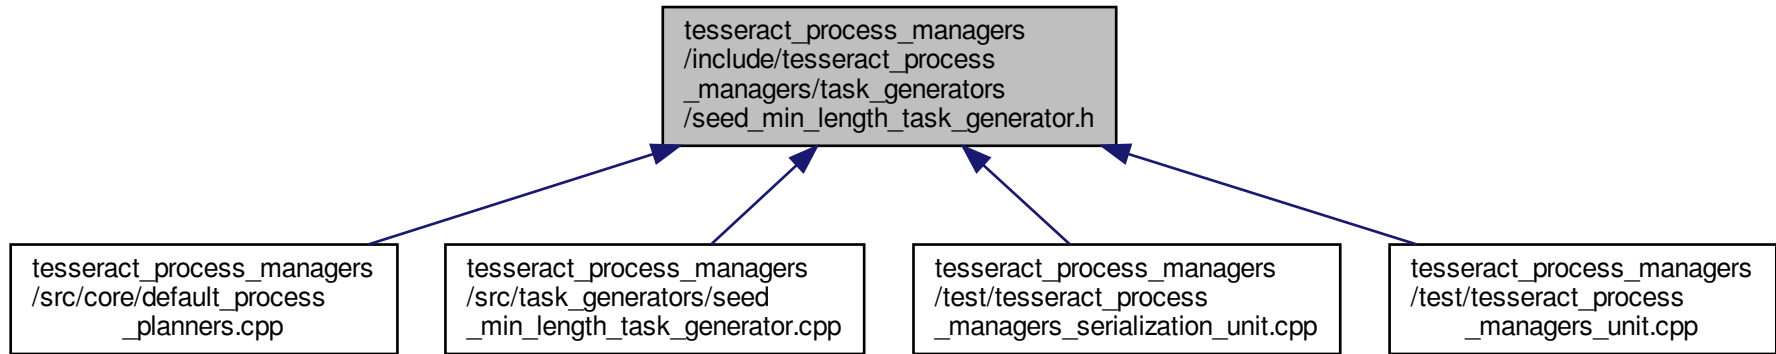 tesseract_process_managers
/include/tesseract_process
_managers/task_generators
/seed_min_length_task_generator.h
tesseract_process_managers
/src/core/default_process
_planners.cpp
tesseract_process_managers
/src/task_generators/seed
_min_length_task_generator.cpp
tesseract_process_managers
/test/tesseract_process
_managers_serialization_unit.cpp
tesseract_process_managers
/test/tesseract_process
_managers_unit.cpp